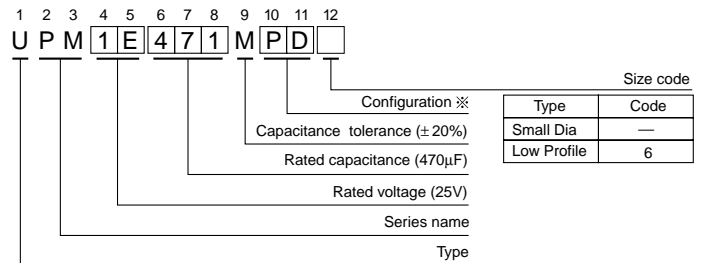 1 2 3 4 5 6 7 8 9 10 11 12
U P M 1 E 4 7 1 M P D
Size code
Configuration ※
Capacitance tolerance (±20%)
Rated capacitance (470μF)
Rated voltage (25V)
Series name
Type
Type Code
Small Dia —
Low Profile 6